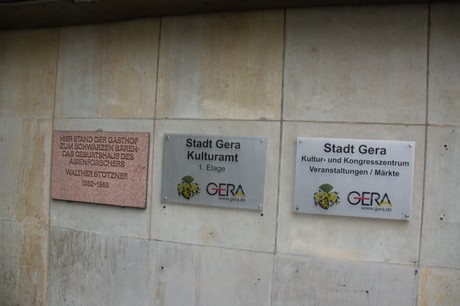 HIER STAND DER GASTHOF
ZUM SCHWARZEN BÄREN-
DAS GEBURTSHAUS DES
ASIENFORSCHERS
WALTHER STÖTZNER
1882-1965
Stadt Gera
Kulturamt
1. Etage
GERA
www.gera.de
Stadt Gera
Kultur- und Kongresszentrum
Veranstaltungen / Märkte
GERA
www.gera.de